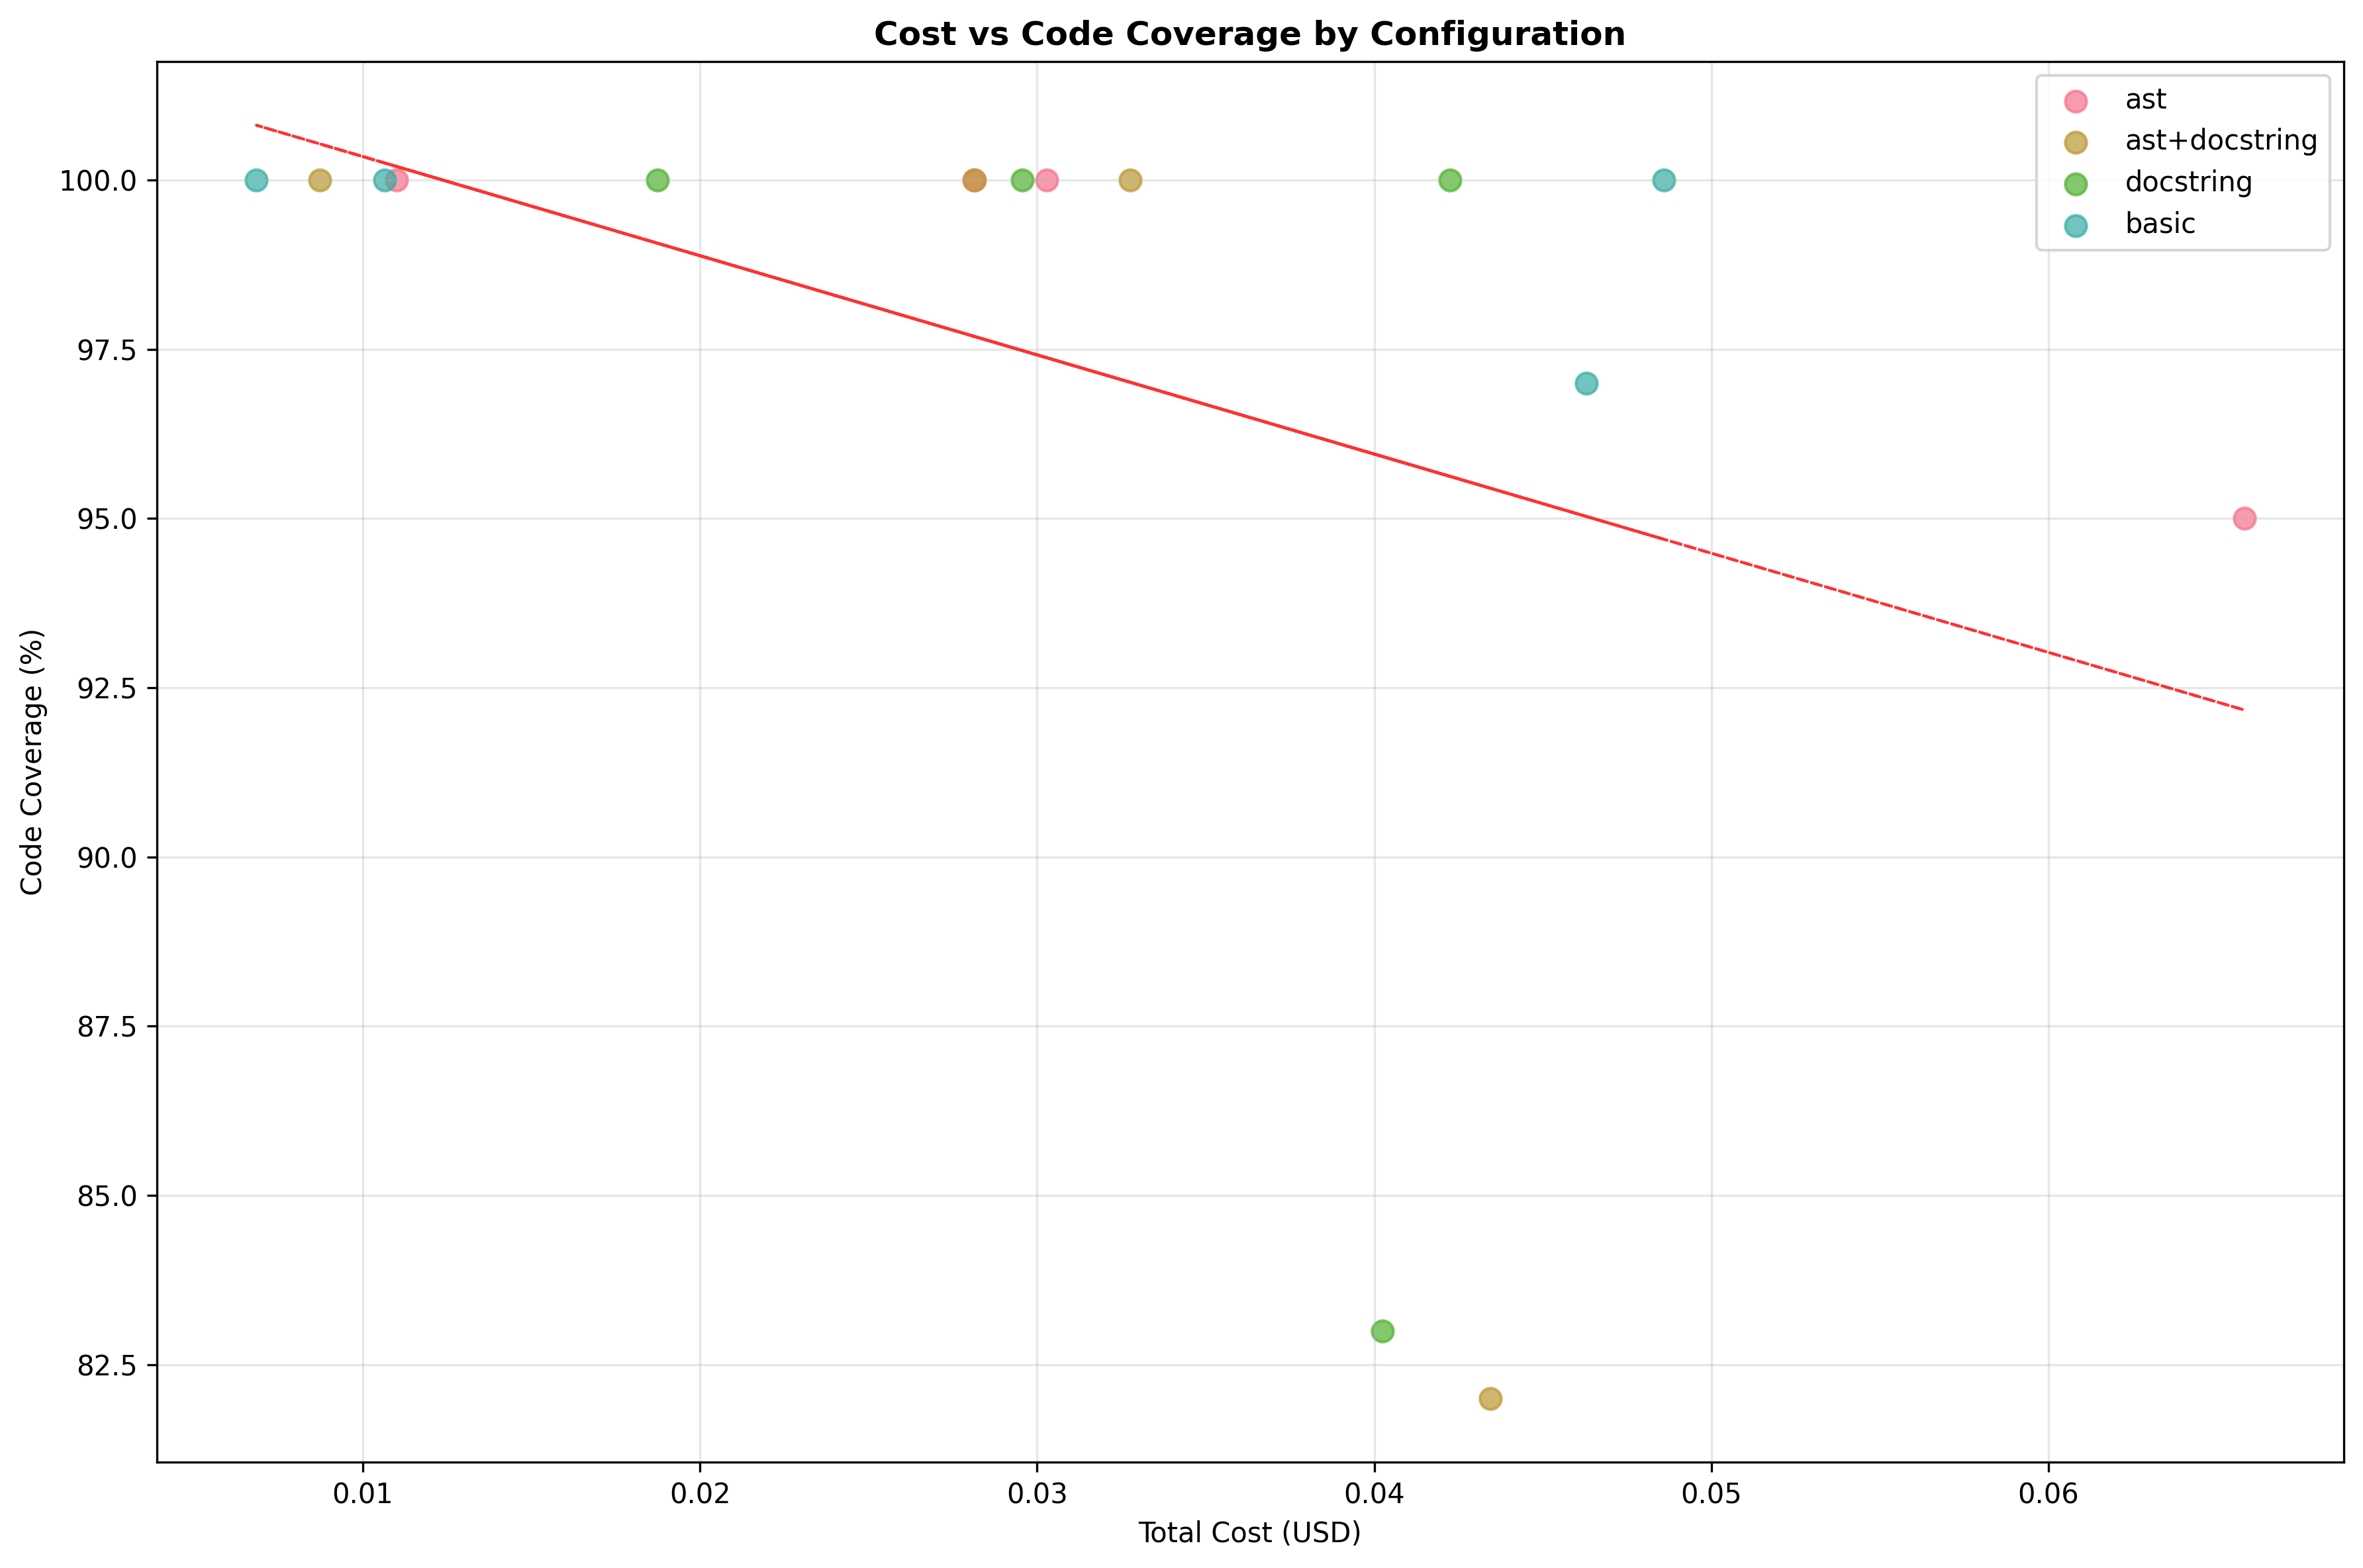 Cost vs Code Coverage by Configuration
ast
ast+docstring
docstring
basic
100.0
97.5
95.0
92.5
90.0
87.5
85.0
82.5
Code Coverage (%)
0.01 0.02 0.03 0.04 0.05 0.06
Total Cost (USD)